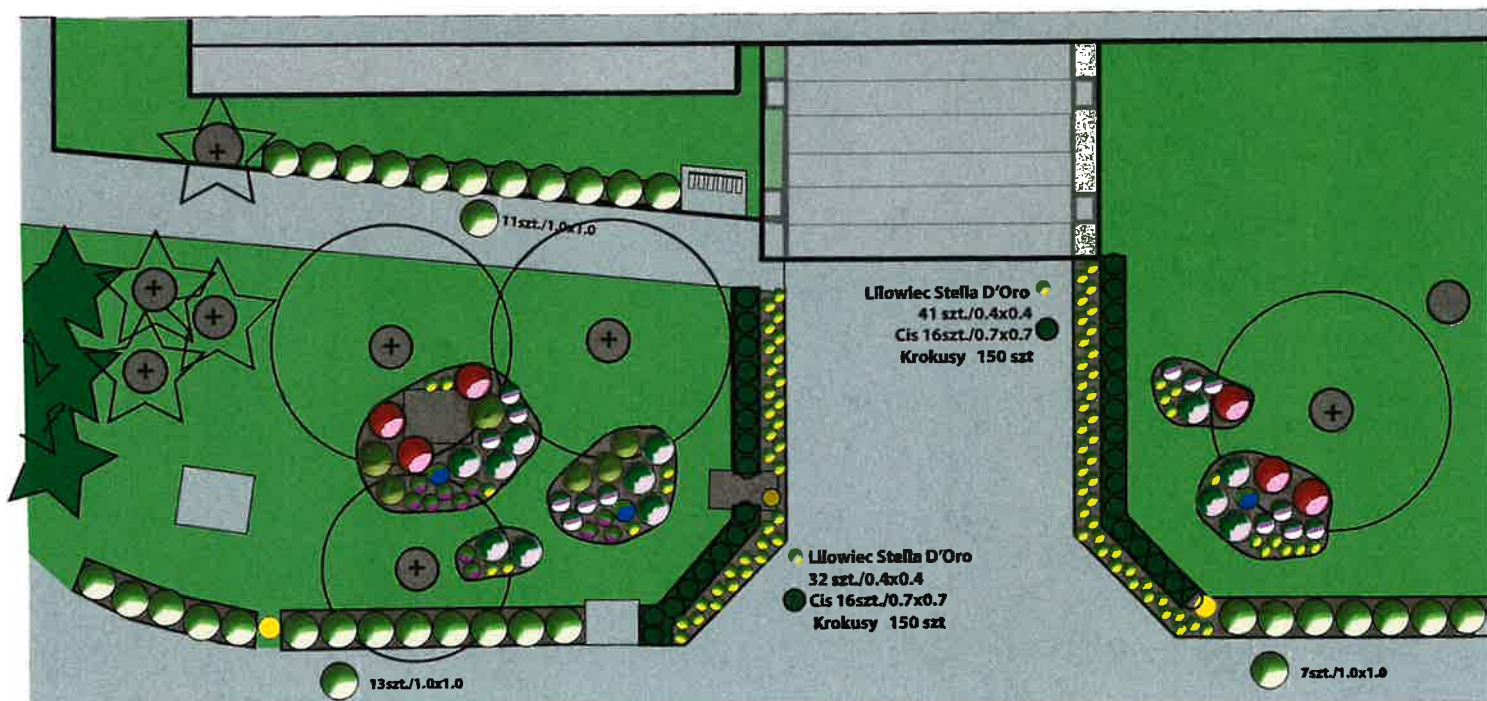 11szt./1.0x1.0
Liliowiec Stella D'Oro
41 szt./0.4x0.4
Cis 16szt./0.7x0.7
Krokusy 150 szt
Liliowiec Stella D'Oro
32 szt./0.4x0.4
Cis 16szt./0.7x0.7
Krokusy 150 szt
13szt./1.0x1.0
7szt./1.0x1.0